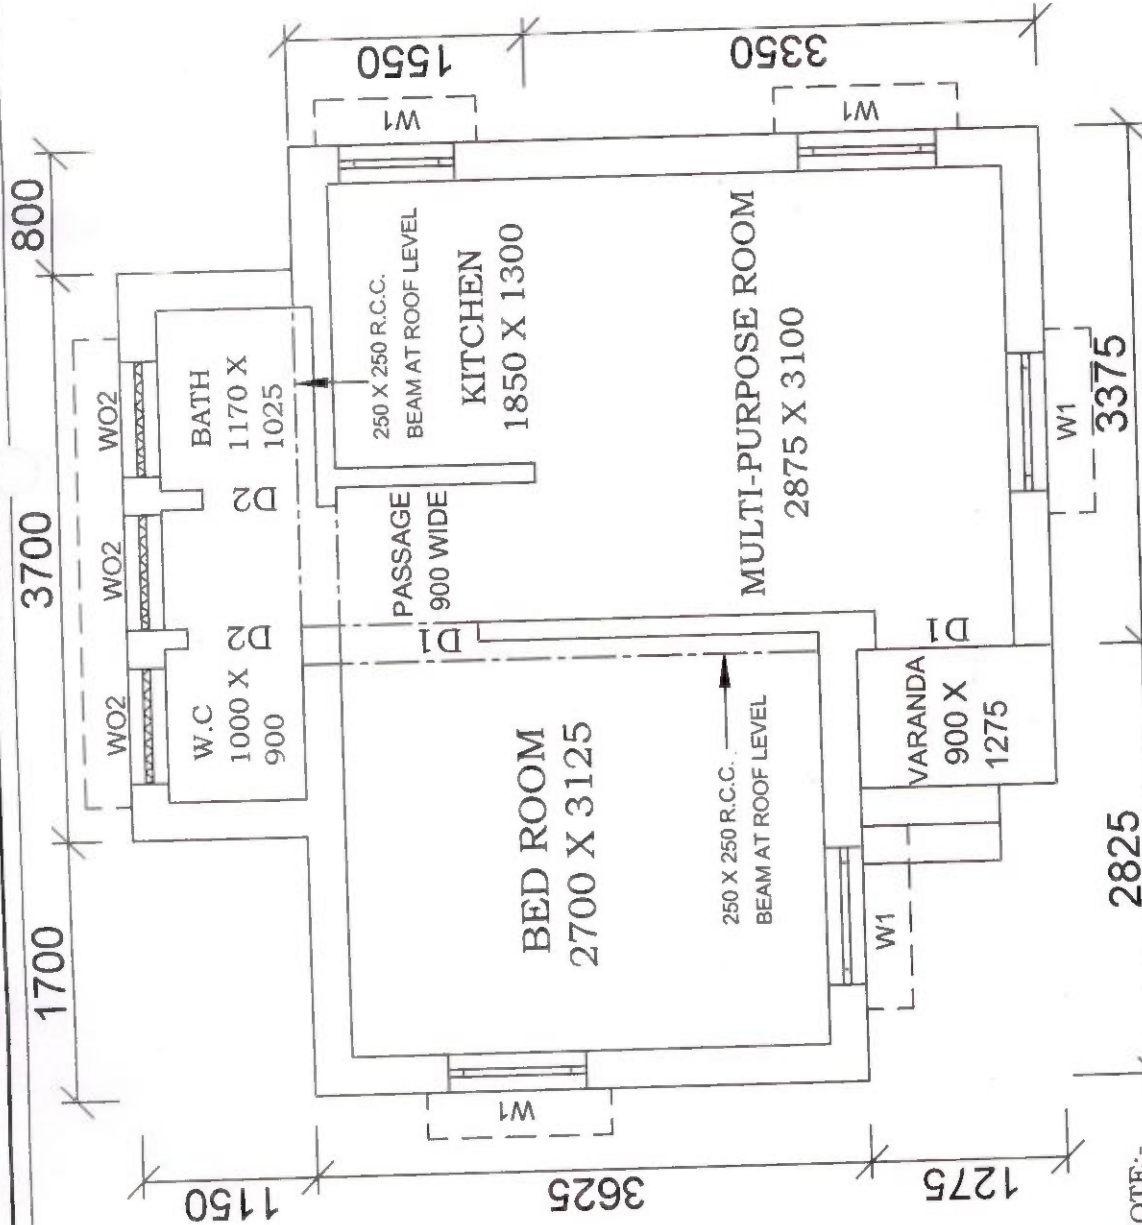 1700
3700
800
WO2
WO2
WO2
W.C
1000 X
900
D2
D2
BATH
1170 X
1025
1150
3625
1275
1550
3350
W1
W1
250 X 250 R.C.C.
BEAM AT ROOF LEVEL
KITCHEN
1850 X 1300
PASSAGE
900 WIDE
D1
BED ROOM
2700 X 3125
250 X 250 R.C.C.
BEAM AT ROOF LEVEL
MULTI-PURPOSE ROOM
2875 X 3100
D1
VARANDA
900 X
1275
W1
W1
W1
2825
3375
OTE:-